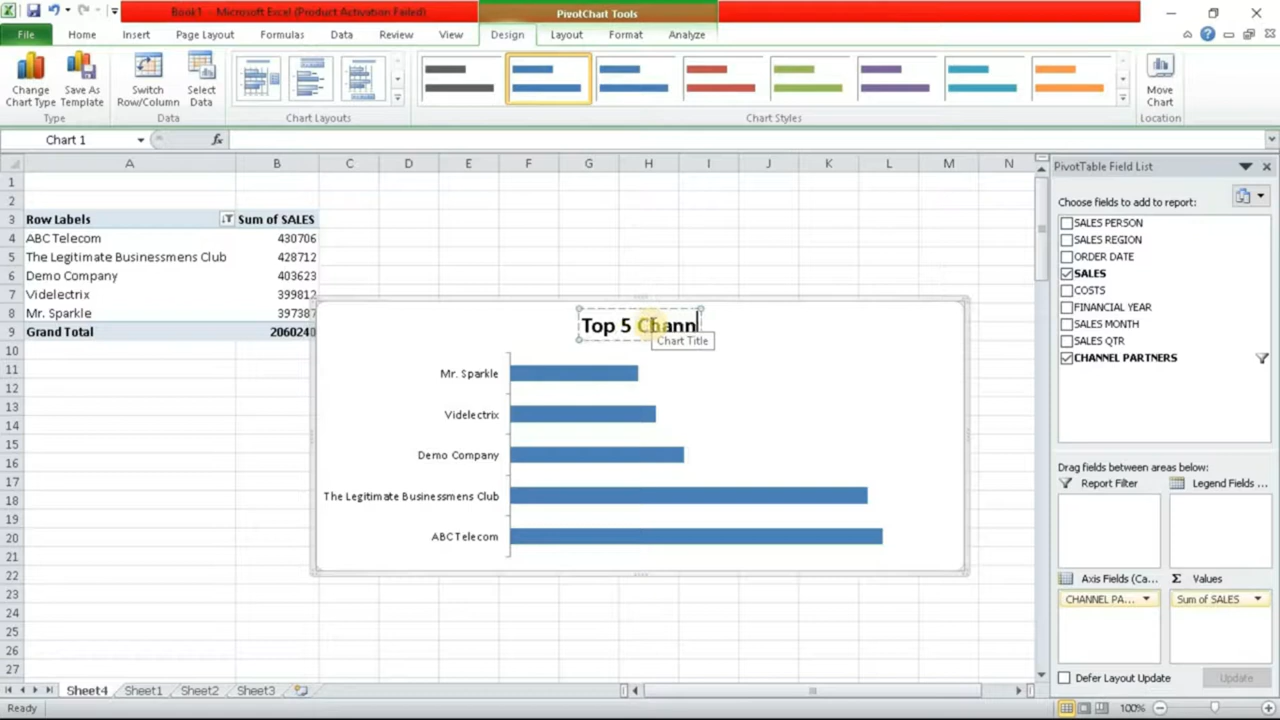 Book1 - Microsoft Excel (Product Activation Failed)
PivotChart Tools
File Home Insert Page Layout Formulas Data Review View Design Layout Format Analyze
Change Chart Type
Save As Template
Switch Row/Column
Select Data
Move Chart
Type
Data
Chart Layouts
Chart Styles
Location
Chart 1
fx
A B C D E F G H I J K L M N
1
2
3 Row Labels Sum of SALES
4 ABC Telecom 430706
5 The Legitimate Businessmens Club 428712
6 Demo Company 403623
7 Videlectrix 399812
8 Mr. Sparkle 397387
9 Grand Total 2060240
10
11
12
13
14
15
16
17
18
19
20
21
22
23
24
25
26
27
Top 5 Chann
Chart Title
Mr. Sparkle
Videlectrix
Demo Company
The Legitimate Businessmens Club
ABC Telecom
PivotTable Field List
Choose fields to add to report:
SALES PERSON
SALES REGION
ORDER DATE
SALES
COSTS
FINANCIAL YEAR
SALES MONTH
SALES QTR
CHANNEL PARTNERS
Drag fields between areas below:
Report Filter
Legend Fields ...
Axis Fields (Ca...
Σ Values
CHANNEL PA...
Sum of SALES
Defer Layout Update
Update
Sheet4 Sheet1 Sheet2 Sheet3
Ready
100%